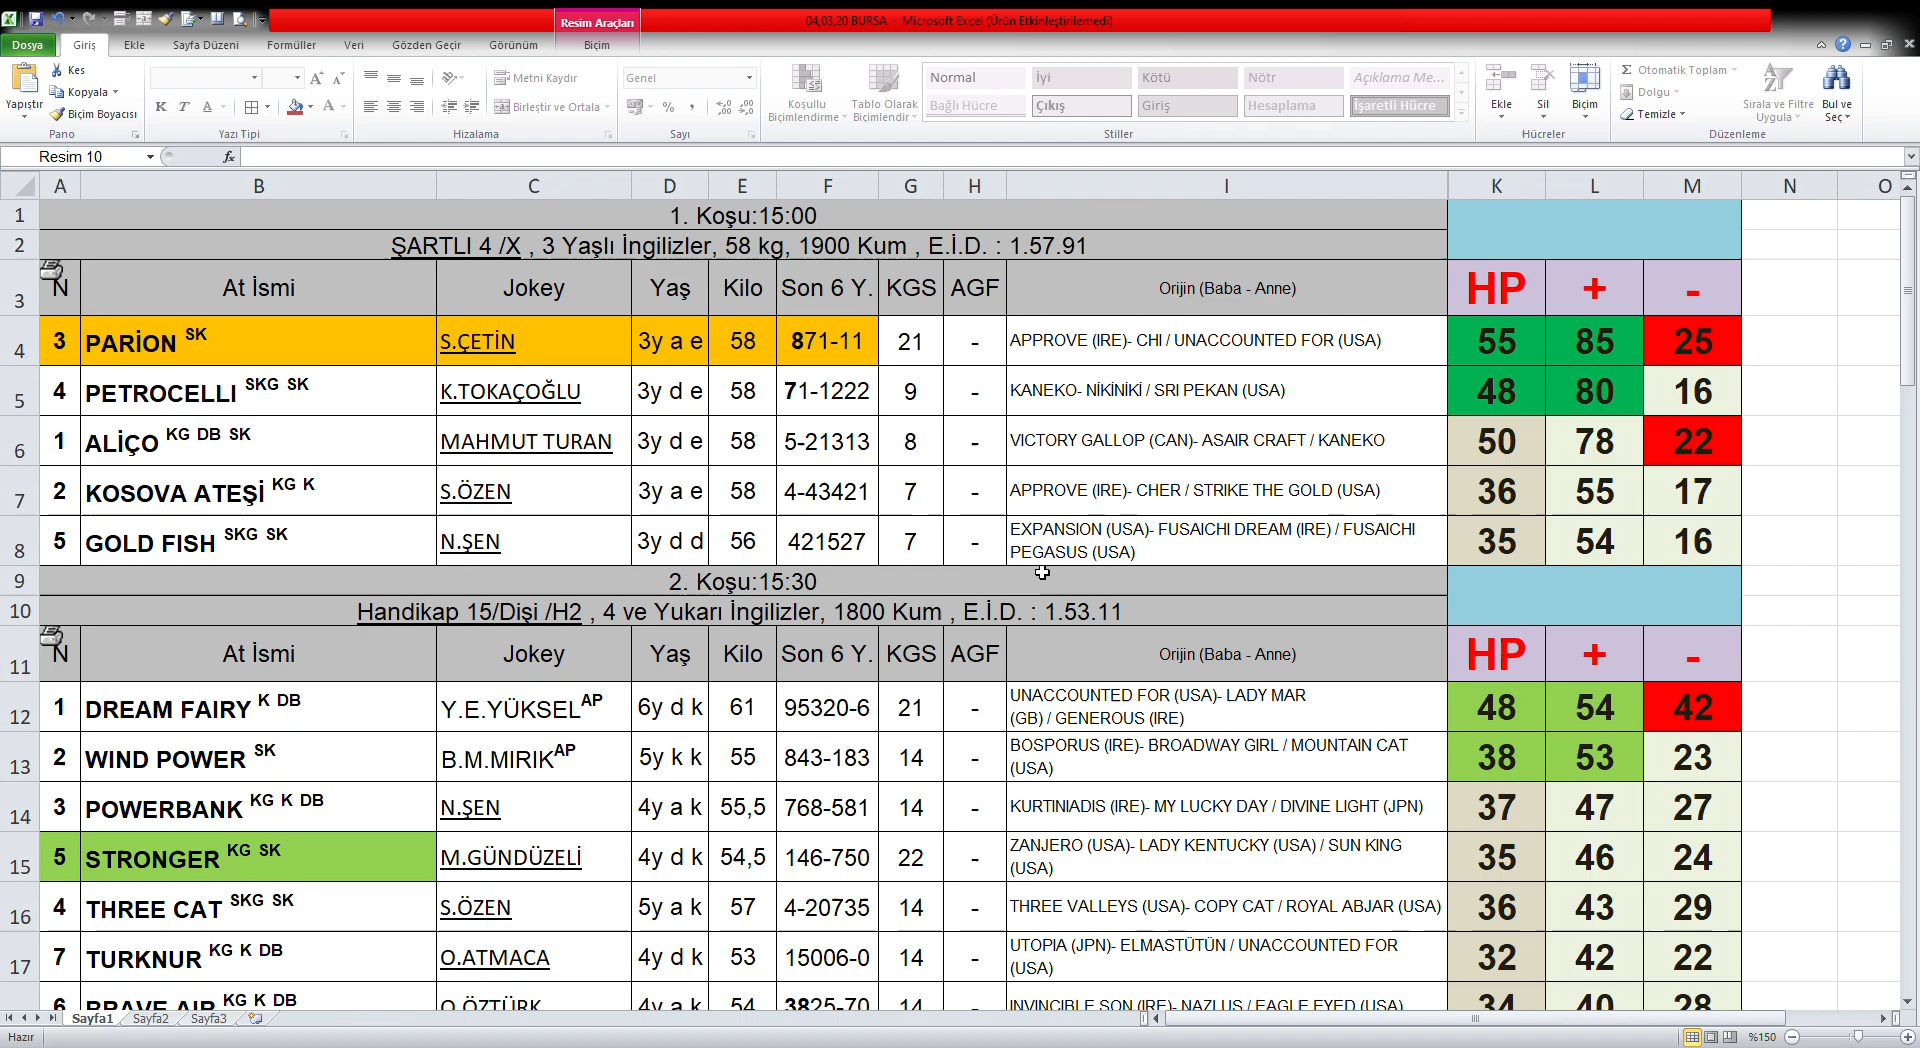 Resim Araçları
04,03,20 BURSA - Microsoft Excel (Ürün Etkinleştirilemedi)
Dosya Giriş Ekle Sayfa Düzeni Formüller Veri Gözden Geçir Görünüm Biçim
Yapıştır
Kes
Kopyala
Biçim Boyacısı
Pano
K T A A
Yazı Tipi
Metni Kaydır
Birleştir ve Ortala
Hizalama
Genel
%
Sayı
Koşullu Biçimlendirme
Tablo Olarak Biçimlendir
Normal İyi Kötü Nötr Açıklama Me...
Bağlı Hücre Çıkış Giriş Hesaplama İşaretli Hücre
Stiller
Ekle Sil Biçim
Hücreler
Σ Otomatik Toplam
Dolgu
Temizle
Sırala ve Filtre Uygula
Bul ve Seç
Düzenleme
Resim 10 fx
A B C D E F G H I K L M N O
1 1. Koşu:15:00
2 ŞARTLI 4 /X , 3 Yaşlı İngilizler, 58 kg, 1900 Kum , E.İ.D. : 1.57.91
3 N At İsmi Jokey Yaş Kilo Son 6 Y. KGS AGF Orijin (Baba - Anne) HP + -
4 3 PARİON SK S.ÇETİN 3y a e 58 871-11 21 - APPROVE (IRE)- CHI / UNACCOUNTED FOR (USA) 55 85 25
5 4 PETROCELLI SKG SK K.TOKAÇOĞLU 3y d e 58 71-1222 9 - KANEKO- NİKİNİKİ / SRI PEKAN (USA) 48 80 16
6 1 ALİÇO KG DB SK MAHMUT TURAN 3y d e 58 5-21313 8 - VICTORY GALLOP (CAN)- ASAIR CRAFT / KANEKO 50 78 22
7 2 KOSOVA ATEŞİ KG K S.ÖZEN 3y a e 58 4-43421 7 - APPROVE (IRE)- CHER / STRIKE THE GOLD (USA) 36 55 17
8 5 GOLD FISH SKG SK N.ŞEN 3y d d 56 421527 7 - EXPANSION (USA)- FUSAICHI DREAM (IRE) / FUSAICHI PEGASUS (USA) 35 54 16
9 2. Koşu:15:30
10 Handikap 15/Dişi /H2 , 4 ve Yukarı İngilizler, 1800 Kum , E.İ.D. : 1.53.11
11 N At İsmi Jokey Yaş Kilo Son 6 Y. KGS AGF Orijin (Baba - Anne) HP + -
12 1 DREAM FAIRY K DB Y.E.YÜKSEL AP 6y d k 61 95320-6 21 - UNACCOUNTED FOR (USA)- LADY MAR (GB) / GENEROUS (IRE) 48 54 42
13 2 WIND POWER SK B.M.MIRIK AP 5y k k 55 843-183 14 - BOSPORUS (IRE)- BROADWAY GIRL / MOUNTAIN CAT (USA) 38 53 23
14 3 POWERBANK KG K DB N.ŞEN 4y a k 55,5 768-581 14 - KURTINIADIS (IRE)- MY LUCKY DAY / DIVINE LIGHT (JPN) 37 47 27
15 5 STRONGER KG SK M.GÜNDÜZELİ 4y d k 54,5 146-750 22 - ZANJERO (USA)- LADY KENTUCKY (USA) / SUN KING (USA) 35 46 24
16 4 THREE CAT SKG SK S.ÖZEN 5y a k 57 4-20735 14 - THREE VALLEYS (USA)- COPY CAT / ROYAL ABJAR (USA) 36 43 29
17 7 TURKNUR KG K DB O.ATMACA 4y d k 53 15006-0 14 - UTOPIA (JPN)- ELMASTÜTÜN / UNACCOUNTED FOR (USA) 32 42 22
6 BRAVE AIR KG K DB O.ÖZTÜRK 4y a k 54 3825-70 14 - INVINCIBLE SON (IRE)- NAZLUS / EAGLE EYED (USA) 34 40 28
Sayfa1 Sayfa2 Sayfa3
Hazır %150